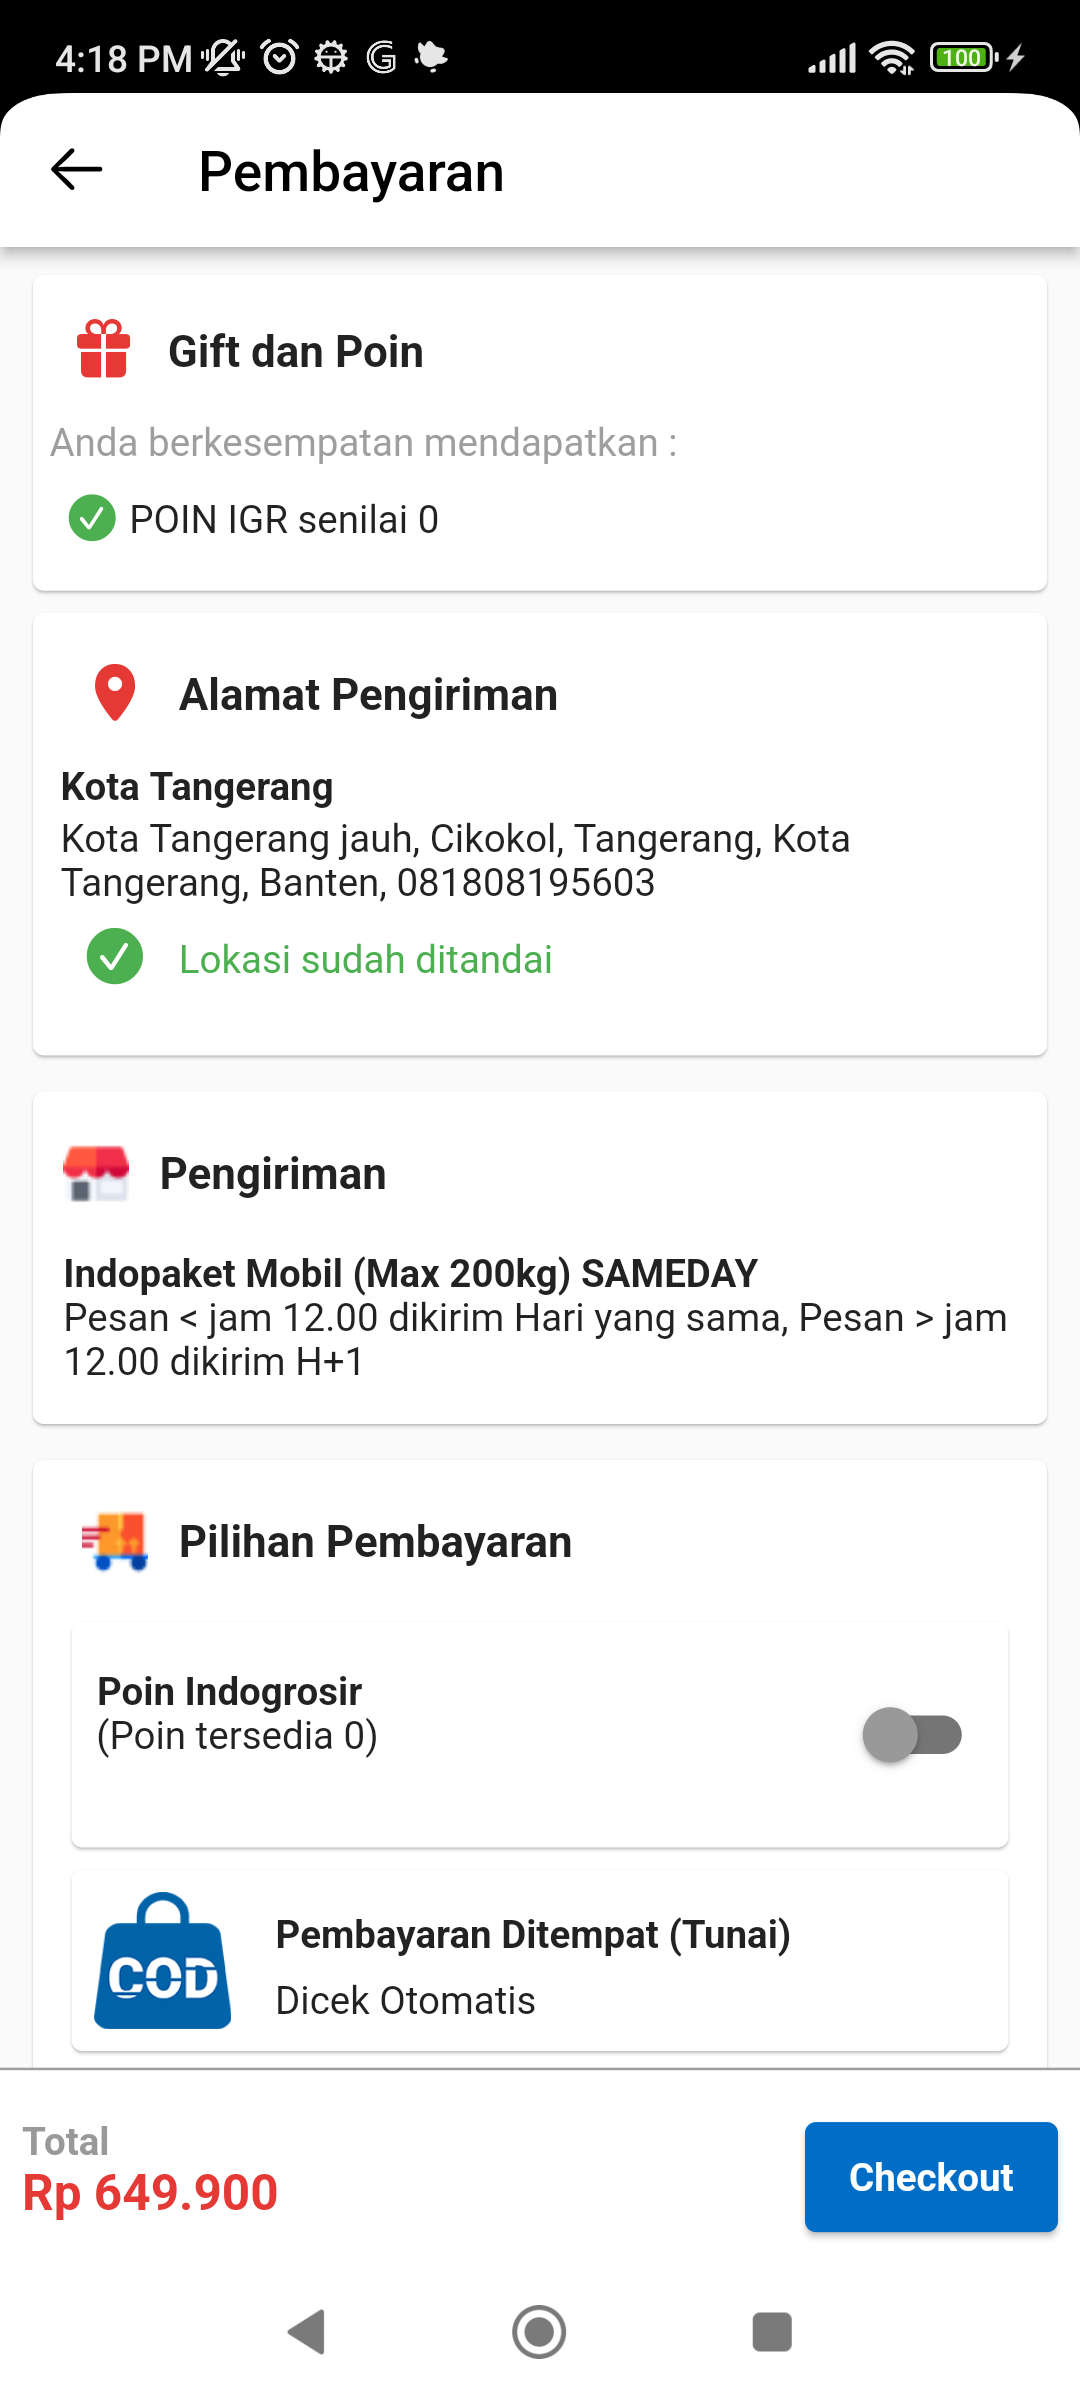 4:18 PM
100
Pembayaran
Gift dan Poin
Anda berkesempatan mendapatkan :
POIN IGR senilai 0
Alamat Pengiriman
Kota Tangerang
Kota Tangerang jauh, Cikokol, Tangerang, Kota
Tangerang, Banten, 081808195603
Lokasi sudah ditandai
Pengiriman
Indopaket Mobil (Max 200kg) SAMEDAY
Pesan < jam 12.00 dikirim Hari yang sama, Pesan > jam
12.00 dikirim H+1
Pilihan Pembayaran
Poin Indogrosir
(Poin tersedia 0)
COD
Pembayaran Ditempat (Tunai)
Dicek Otomatis
Total
Rp 649.900
Checkout